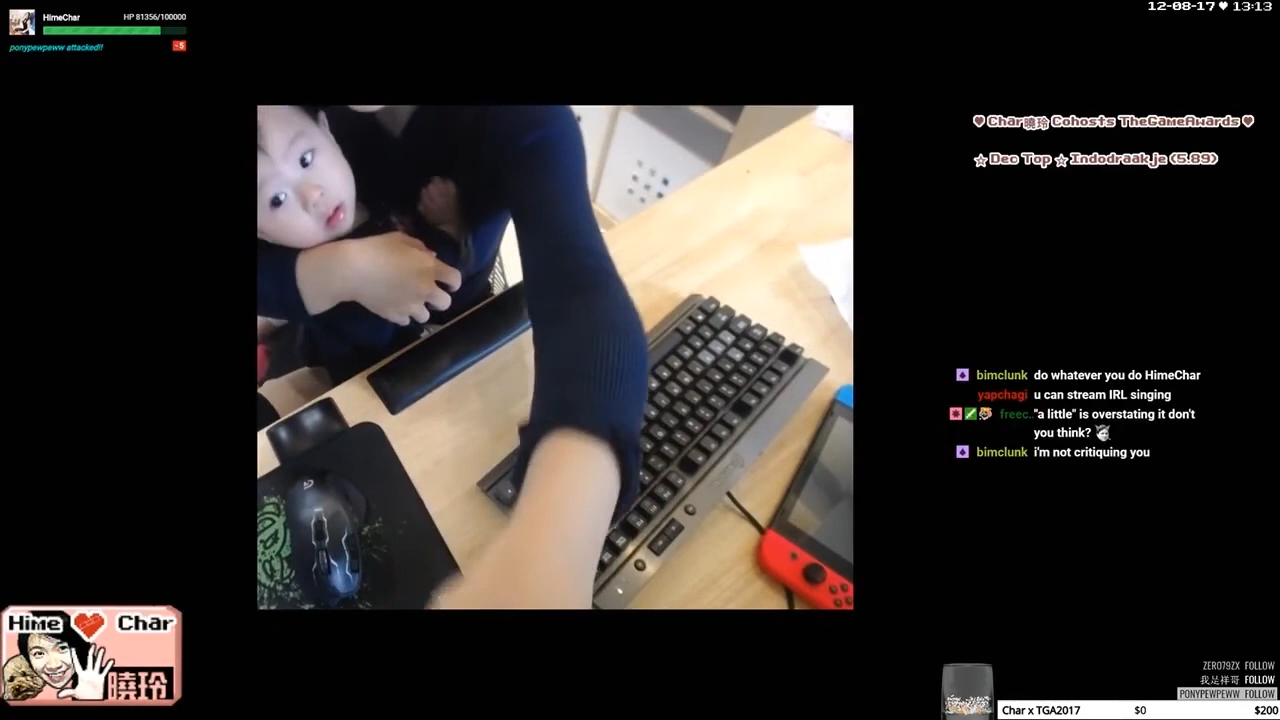 HimeChar
HP 81356/100000
ponypewpeww attacked!!
-5
12-08-17 ♥ 13:13
♥ Char曉玲 Cohosts TheGameAwards ♥
☆ Dec Top ☆ Indodraakje (5.89)
bimclunk do whatever you do HimeChar
yapchagi u can stream IRL singing
freec.. "a little" is overstating it don't
you think?
bimclunk i'm not critiquing you
Hime ♥ Char
曉玲
ZERO79ZX FOLLOW
我是祥哥 FOLLOW
PONYPEWPEWW FOLLOW
Char x TGA2017 $0 $200